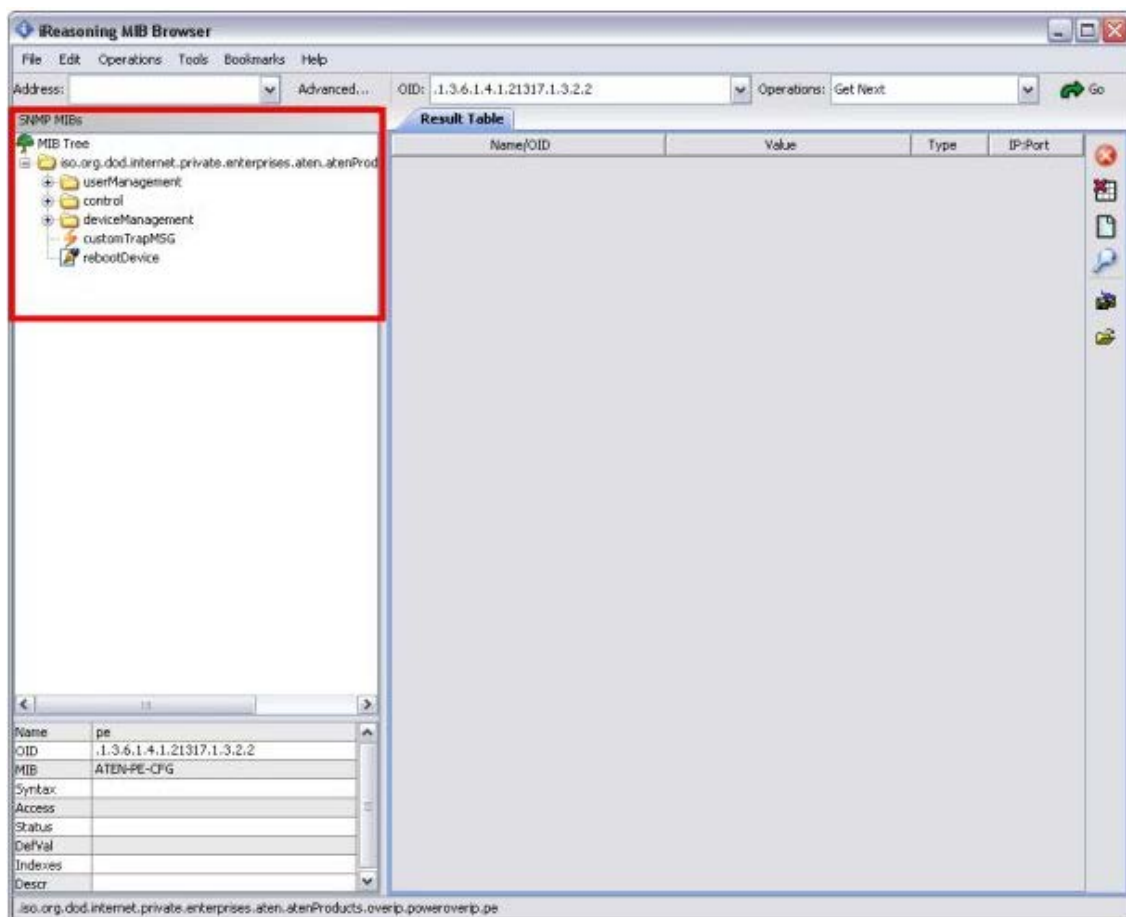 iReasoning MIB Browser
File Edit Operations Tools Bookmarks Help
Address: Advanced... OID: .1.3.6.1.4.1.21317.1.3.2.2 Operations: Get Next Go
SNMP MIBs
Result Table
MIB Tree
Name/OID Value Type IP:Port
iso.org.dod.internet.private.enterprises.aten.atenProd
userManagement
control
deviceManagement
customTrapMSG
rebootDevice
Name pe
OID .1.3.6.1.4.1.21317.1.3.2.2
MIB ATEN-PE-CFG
Syntax
Access
Status
DefVal
Indexes
Descr
.iso.org.dod.internet.private.enterprises.aten.atenProducts.overip.poweroverip.pe